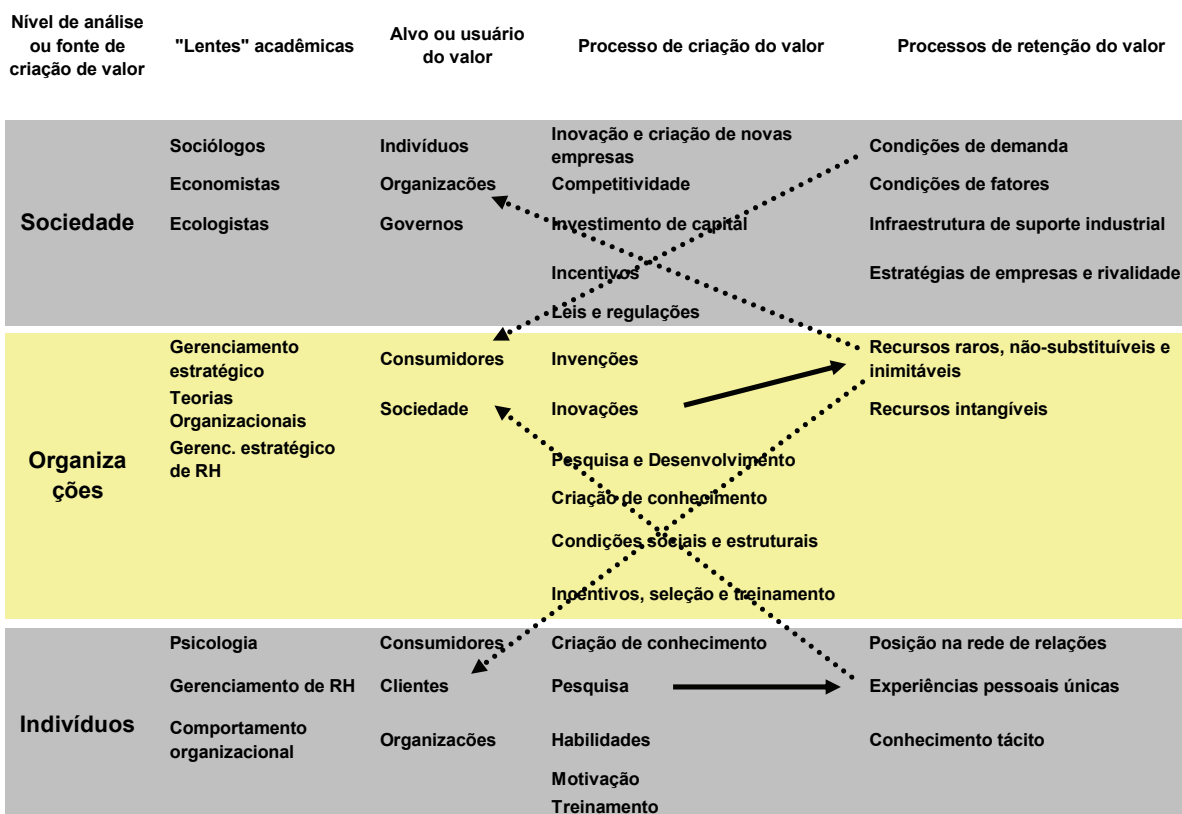 Nível de análise
ou fonte de
criação de valor
"Lentes" acadêmicas
Alvo ou usuário
do valor
Processo de criação do valor
Processos de retenção do valor
Sociedade
Sociólogos
Economistas
Ecologistas
Indivíduos
Organizacões
Governos
Inovação e criação de novas
empresas
Competitividade
Investimento de capital
Incentivos
Leis e regulações
Condições de demanda
Condições de fatores
Infraestrutura de suporte industrial
Estratégias de empresas e rivalidade
Organiza
ções
Gerenciamento
estratégico
Teorias
Organizacionais
Gerenc. estratégico
de RH
Consumidores
Sociedade
Invenções
Inovações
Pesquisa e Desenvolvimento
Criação de conhecimento
Condições sociais e estruturais
Incentivos, seleção e treinamento
Recursos raros, não-substituíveis e
inimitáveis
Recursos intangíveis
Indivíduos
Psicologia
Gerenciamento de RH
Comportamento
organizacional
Consumidores
Clientes
Organizacões
Criação de conhecimento
Pesquisa
Habilidades
Motivação
Treinamento
Posição na rede de relações
Experiências pessoais únicas
Conhecimento tácito